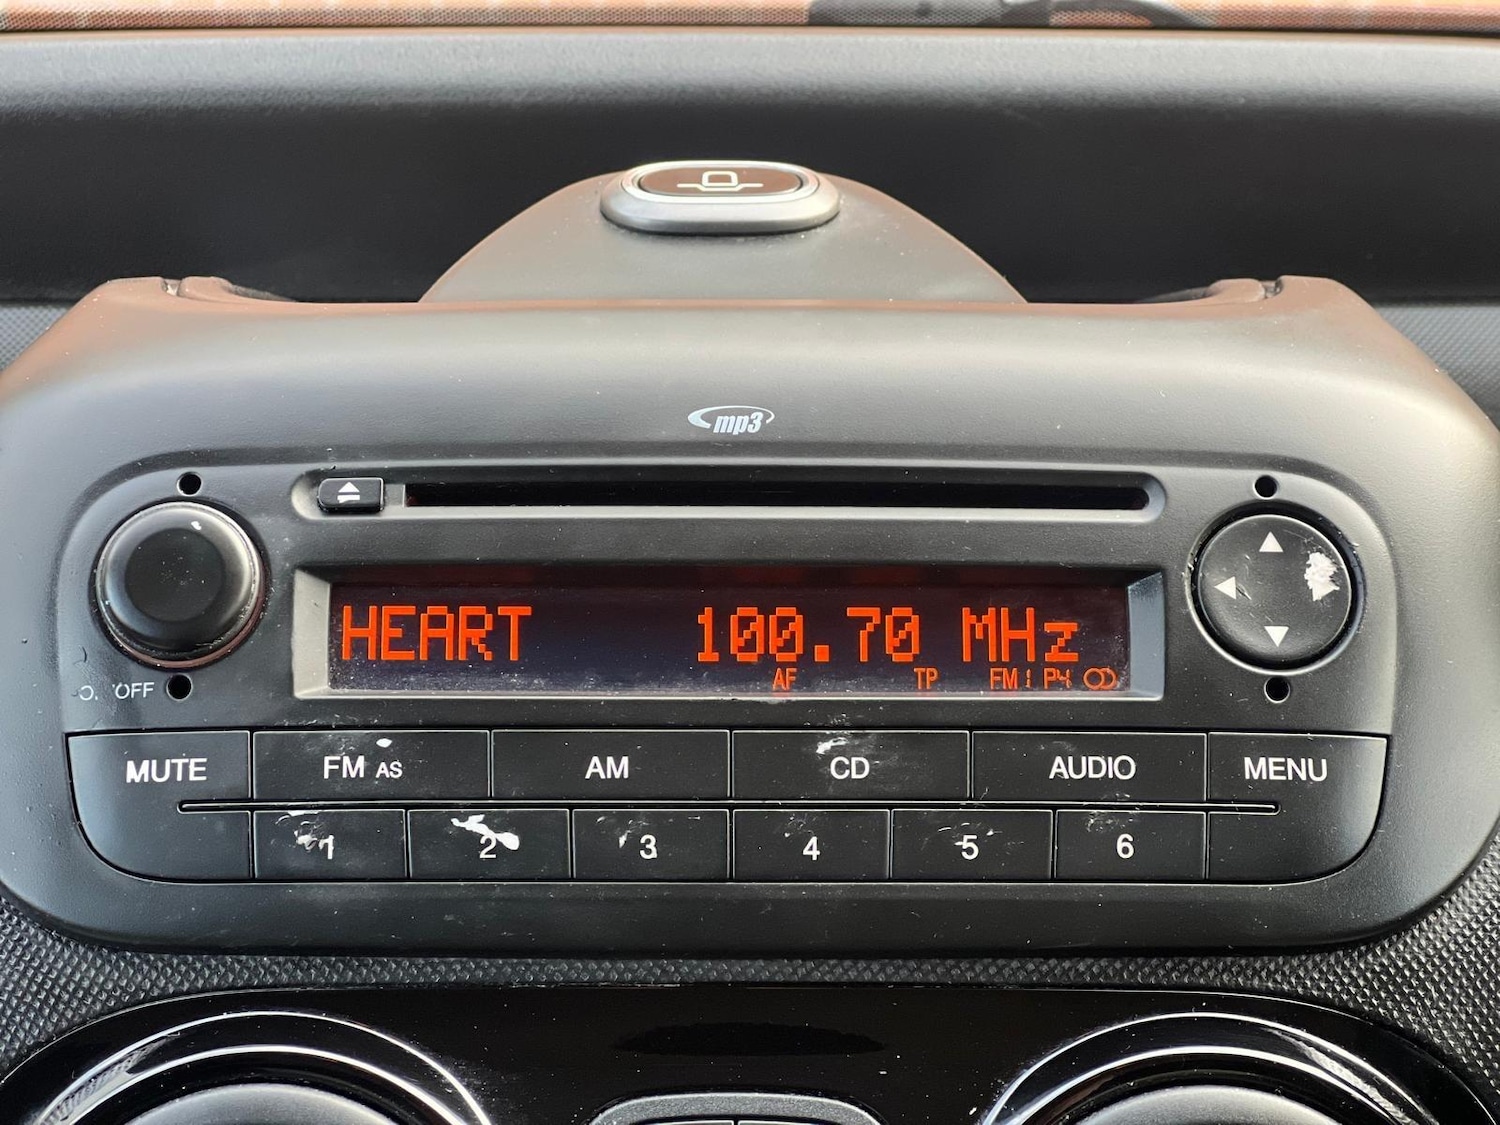 mp3
HEART 100.70 MHz
AF TP FM1 P4
OFF
MUTE FM AS AM CD AUDIO MENU
1 2 3 4 5 6